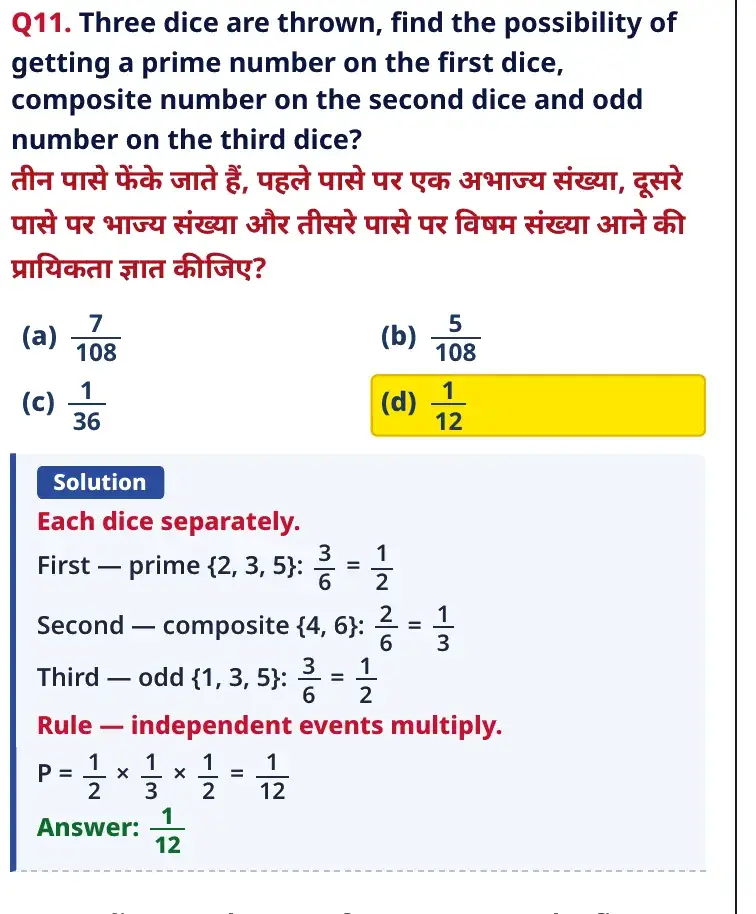 Q11. Three dice are thrown, find the possibility of
getting a prime number on the first dice,
composite number on the second dice and odd
number on the third dice?
तीन पासे फेंके जाते हैं, पहले पासे पर एक अभाज्य संख्या, दूसरे
पासे पर भाज्य संख्या और तीसरे पासे पर विषम संख्या आने की
प्रायिकता ज्ञात कीजिए?
(a) 7/108 (b) 5/108
(c) 1/36 (d) 1/12
Solution
Each dice separately.
First — prime {2, 3, 5}: 3/6 = 1/2
Second — composite {4, 6}: 2/6 = 1/3
Third — odd {1, 3, 5}: 3/6 = 1/2
Rule — independent events multiply.
P = 1/2 × 1/3 × 1/2 = 1/12
Answer: 1/12